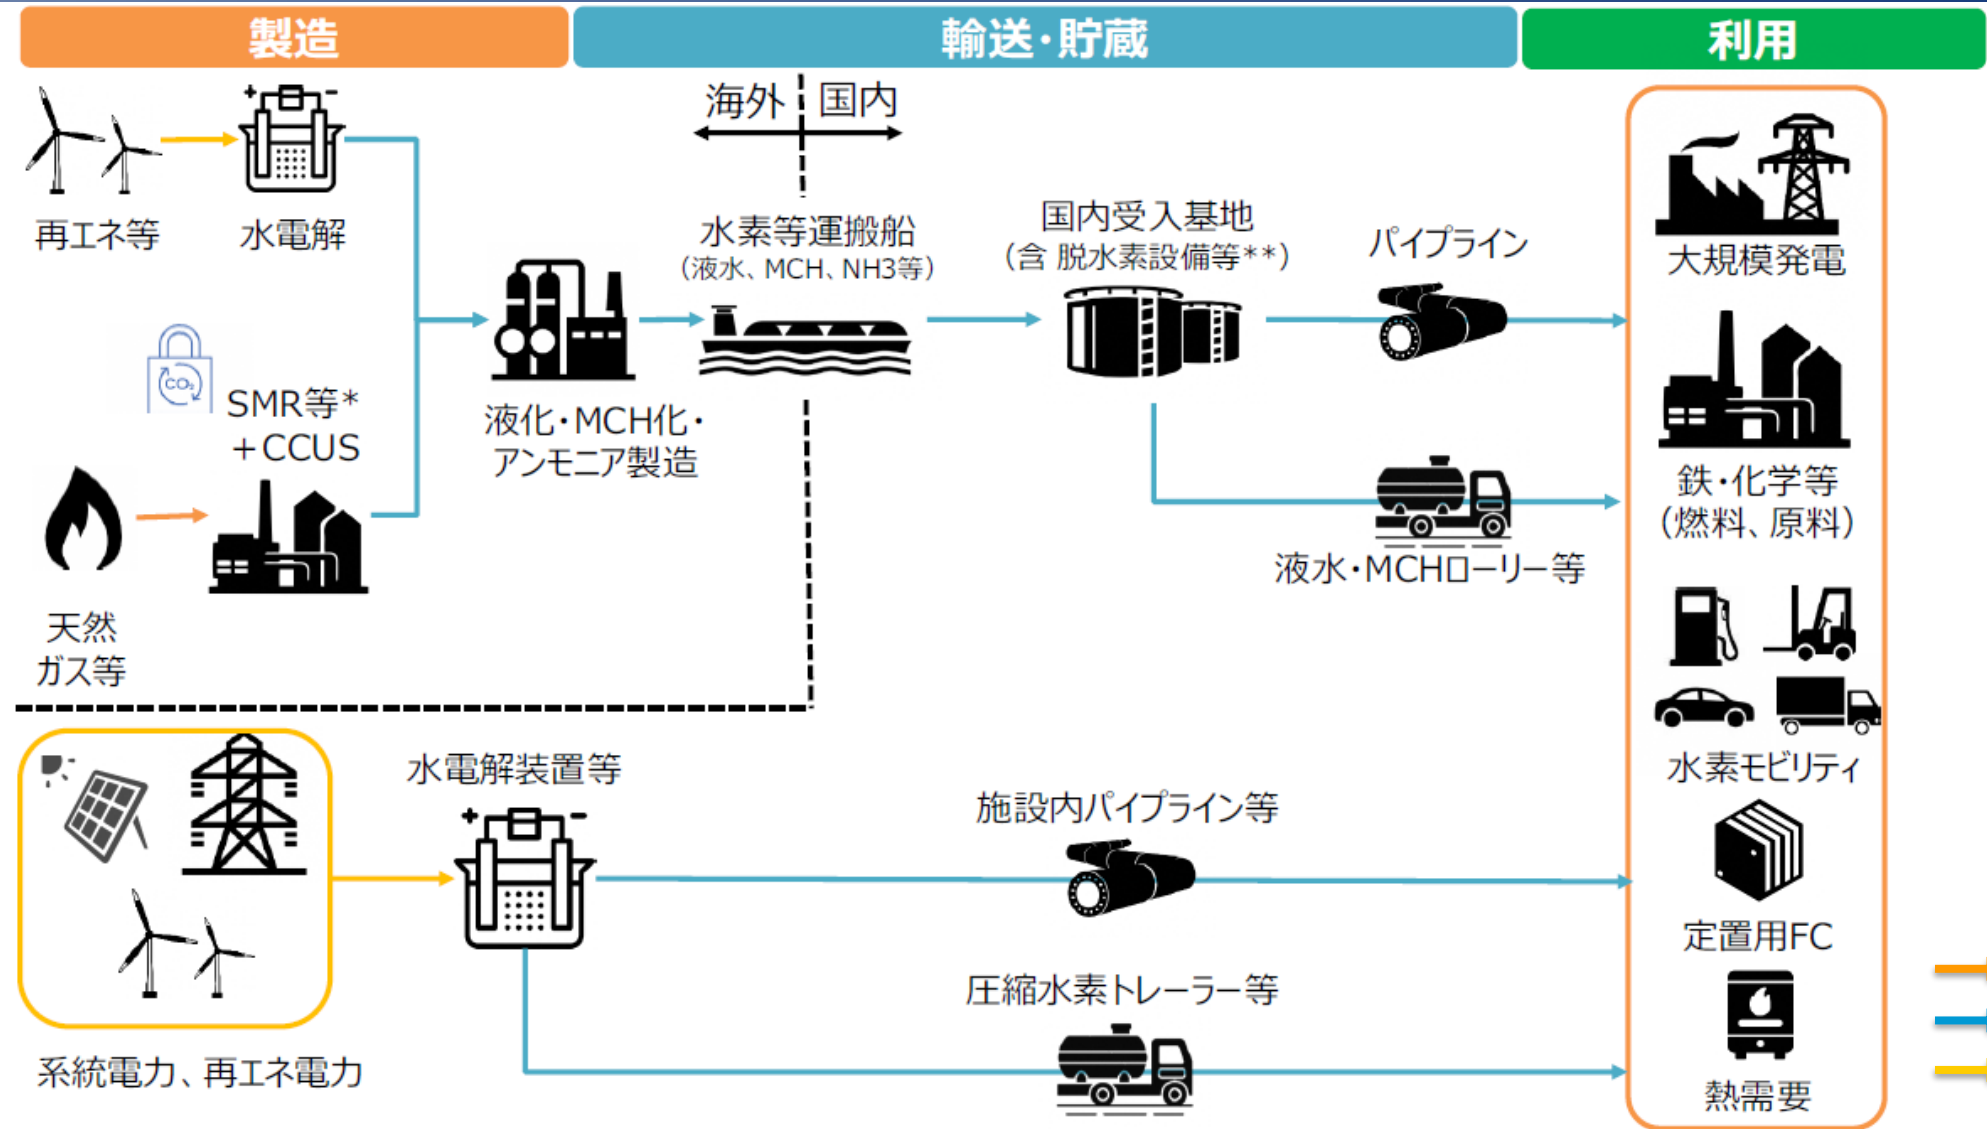 製造
輸送・貯蔵
利用
海外
国内
再エネ等
水電解
CO₂
SMR等*
+CCUS
天然
ガス等
液化・MCH化・
アンモニア製造
水素等運搬船
(液水、MCH、NH3等)
国内受入基地
(含 脱水素設備等**)
パイプライン
液水・MCHローリー等
大規模発電
鉄・化学等
(燃料、原料)
水素モビリティ
定置用FC
熱需要
系統電力、再エネ電力
水電解装置等
施設内パイプライン等
圧縮水素トレーラー等